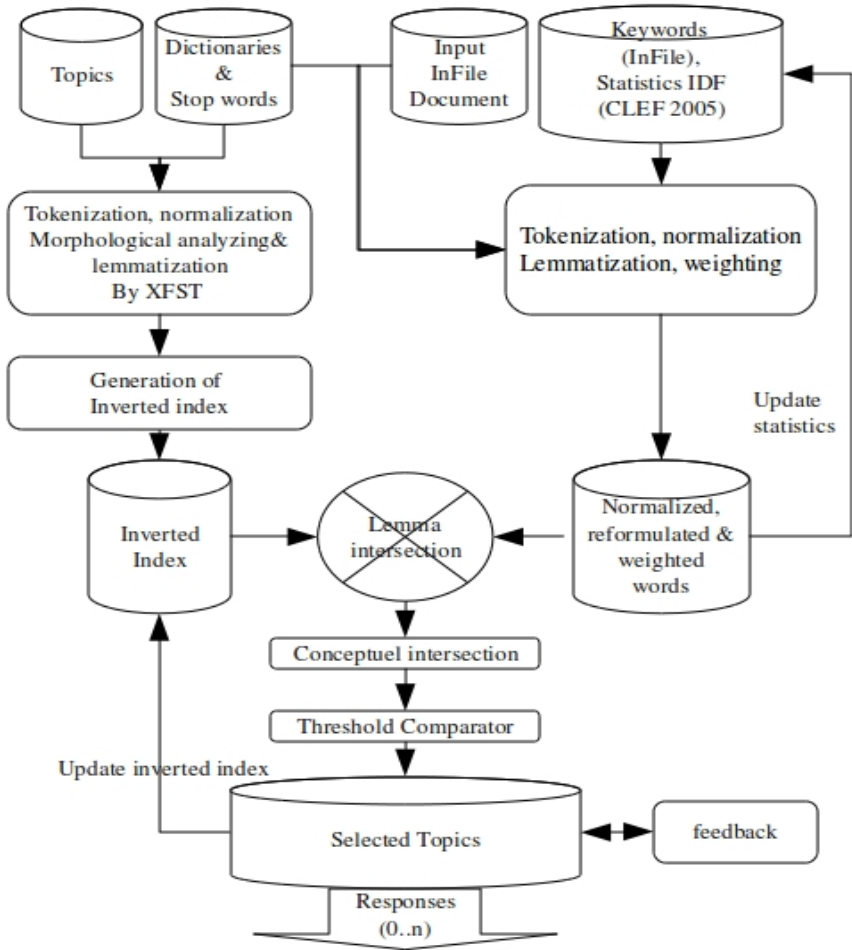 Topics
Dictionaries
&
Stop words
Input
InFile
Document
Keywords
(InFile),
Statistics IDF
(CLEF 2005)
Tokenization, normalization
Morphological analyzing&
lemmatization
By XFST
Tokenization, normalization
Lemmatization, weighting
Generation of
Inverted index
Update
statistics
Inverted
Index
Lemma
intersection
Normalized,
reformulated &
weighted
words
Conceptuel intersection
Threshold Comparator
Update inverted index
Selected Topics
feedback
Responses
(0..n)